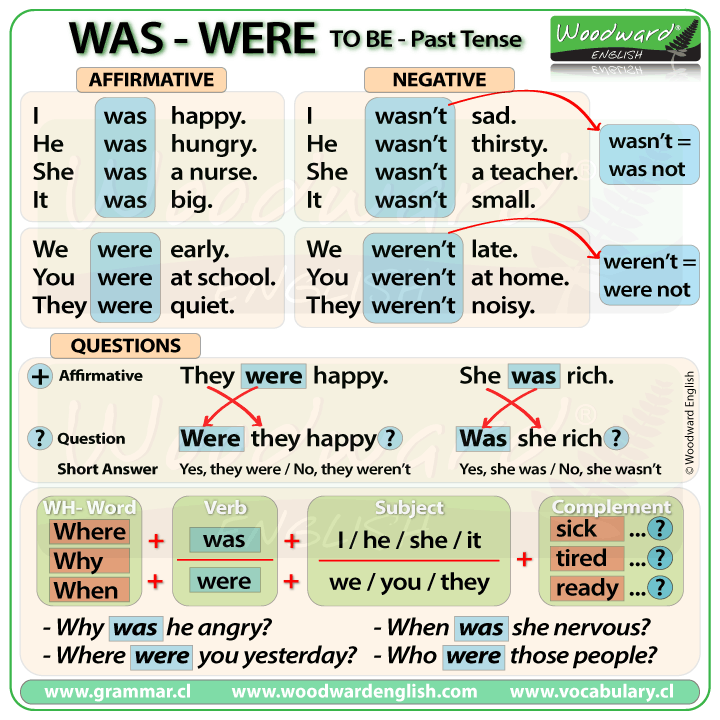 WAS - WERE TO BE - Past Tense
Woodward®
ENGLISH
AFFIRMATIVE
I was happy.
He was hungry.
She was a nurse.
It was big.
We were early.
You were at school.
They were quiet.
NEGATIVE
I wasn't sad.
He wasn't thirsty.
She wasn't a teacher.
It wasn't small.
wasn't =
was not
We weren't late.
You weren't at home.
They weren't noisy.
weren't =
were not
QUESTIONS
+ Affirmative They were happy. She was rich.
? Question Were they happy? Was she rich?
Short Answer Yes, they were / No, they weren't Yes, she was / No, she wasn't
© Woodward English
WH- Word Verb Subject Complement
Where + was + I / he / she / it sick ...?
Why + tired ...?
When + were + we / you / they ready ...?
- Why was he angry? - When was she nervous?
- Where were you yesterday? - Who were those people?
www.grammar.cl www.woodwardenglish.com www.vocabulary.cl
Woodward®
ENGLISH
Woodward®
ENGLISH